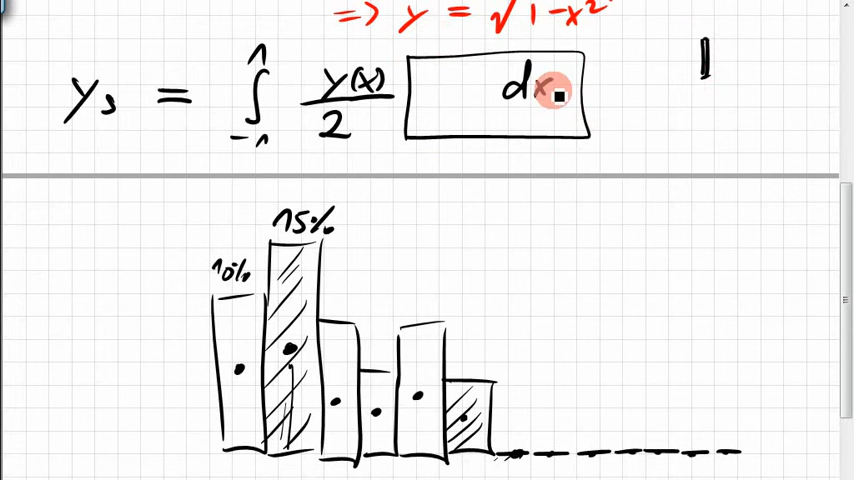 => y = √1-x²
y_s = ∫_{-1}^{1} y(x)/2 dx
15%
10%